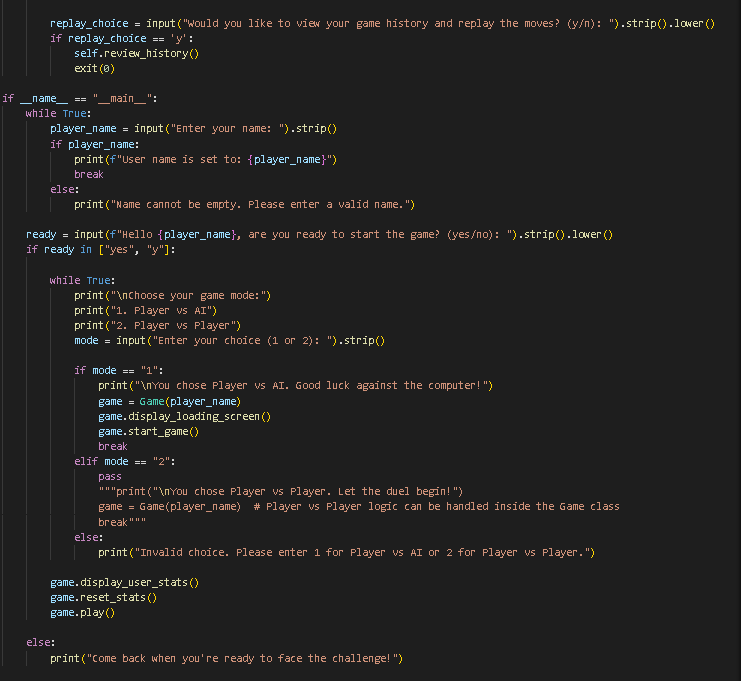 replay_choice = input("Would you like to view your game history and replay the moves? (y/n): ").strip().lower()
if replay_choice == 'y':
self.review_history()
exit(0)
if __name__ == "__main__":
while True:
player_name = input("Enter your name: ").strip()
if player_name:
print(f"User name is set to: {player_name}")
break
else:
print("Name cannot be empty. Please enter a valid name.")
ready = input(f"Hello {player_name}, are you ready to start the game? (yes/no): ").strip().lower()
if ready in ["yes", "y"]:
while True:
print("\nChoose your game mode:")
print("1. Player vs AI")
print("2. Player vs Player")
mode = input("Enter your choice (1 or 2): ").strip()
if mode == "1":
print("\nYou chose Player vs AI. Good luck against the computer!")
game = Game(player_name)
game.display_loading_screen()
game.start_game()
break
elif mode == "2":
pass
"""print("\nYou chose Player vs Player. Let the duel begin!")
game = Game(player_name)  # Player vs Player logic can be handled inside the Game class
break"""
else:
print("Invalid choice. Please enter 1 for Player vs AI or 2 for Player vs Player.")
game.display_user_stats()
game.reset_stats()
game.play()
else:
print("Come back when you're ready to face the challenge!")